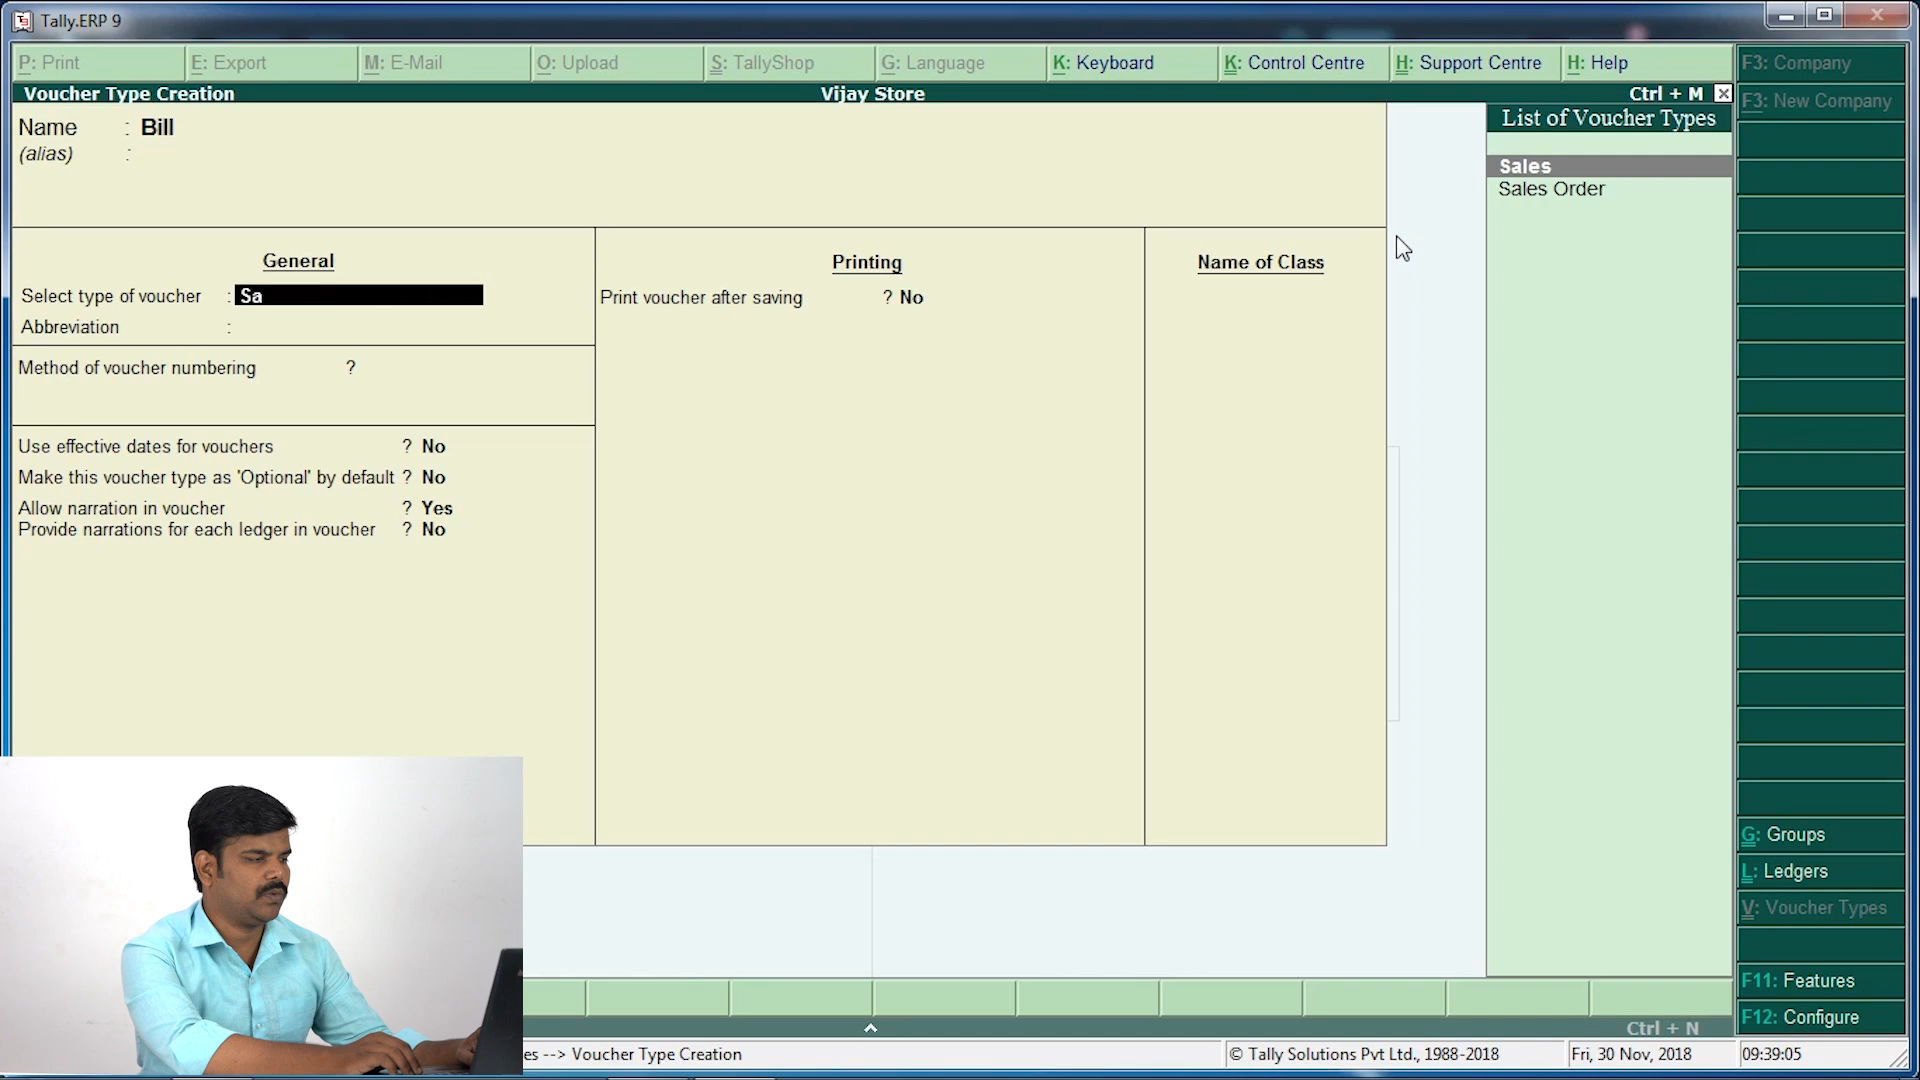 Tally.ERP 9
P: Print E: Export M: E-Mail O: Upload S: TallyShop G: Language K: Keyboard K: Control Centre H: Support Centre H: Help
F3: Company
Voucher Type Creation Vijay Store Ctrl + M
F3: New Company
Name : Bill
(alias) :
List of Voucher Types
Sales
Sales Order
General
Select type of voucher : Sa
Abbreviation :
Method of voucher numbering ?
Use effective dates for vouchers ? No
Make this voucher type as 'Optional' by default ? No
Allow narration in voucher ? Yes
Provide narrations for each ledger in voucher ? No
Printing
Print voucher after saving ? No
Name of Class
G: Groups
L: Ledgers
V: Voucher Types
F11: Features
F12: Configure
Ctrl + N
es --> Voucher Type Creation
© Tally Solutions Pvt Ltd., 1988-2018
Fri, 30 Nov, 2018
09:39:05